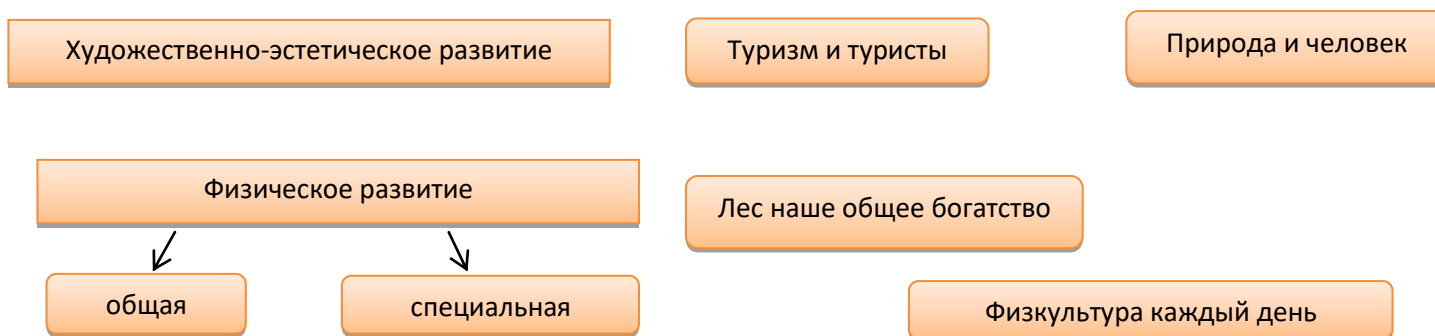 Художественно-эстетическое развитие
Туризм и туристы
Природа и человек
Физическое развитие
Лес наше общее богатство
общая
специальная
Физкультура каждый день